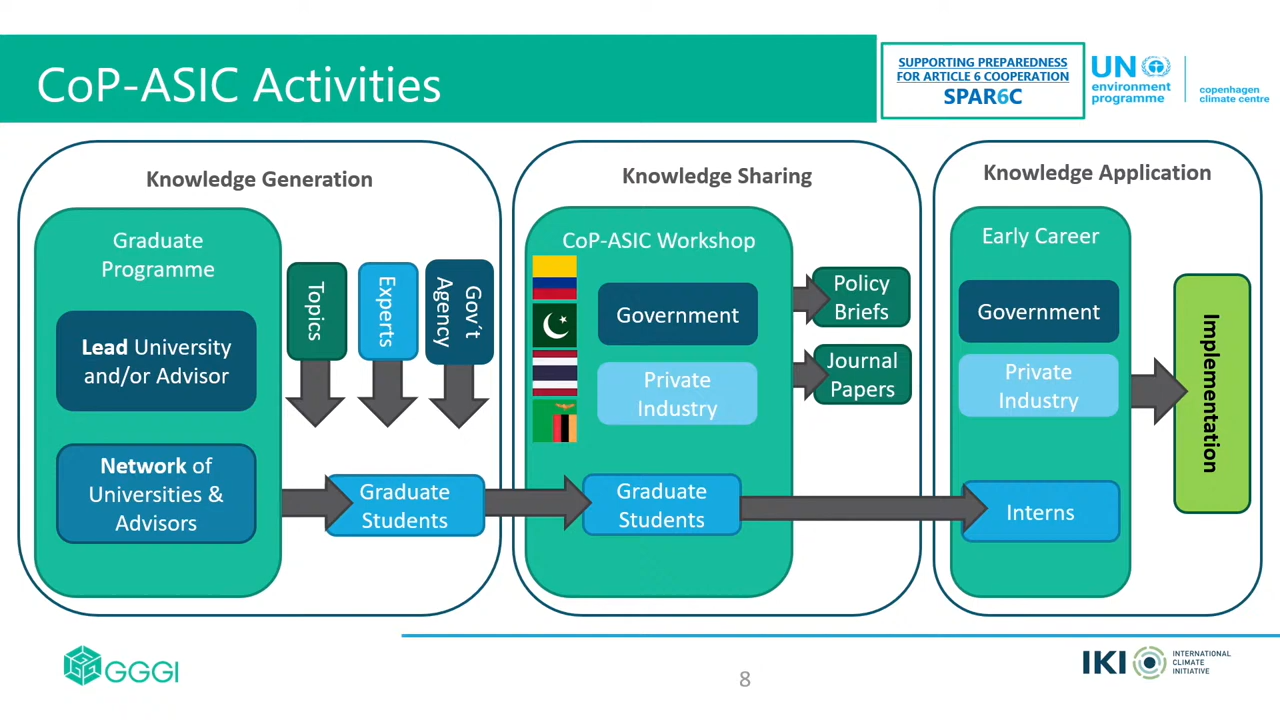 CoP-ASIC Activities
SUPPORTING PREPAREDNESS
FOR ARTICLE 6 COOPERATION
SPAR6C
UN
environment
programme
copenhagen
climate centre
Knowledge Generation
Graduate
Programme
Lead University
and/or Advisor
Network of
Universities &
Advisors
Topics
Experts
Gov´t
Agency
Graduate
Students
Knowledge Sharing
CoP-ASIC Workshop
Government
Private
Industry
Graduate
Students
Policy
Briefs
Journal
Papers
Knowledge Application
Early Career
Government
Private
Industry
Interns
Implementation
GGGI
8
IKI
INTERNATIONAL
CLIMATE
INITIATIVE